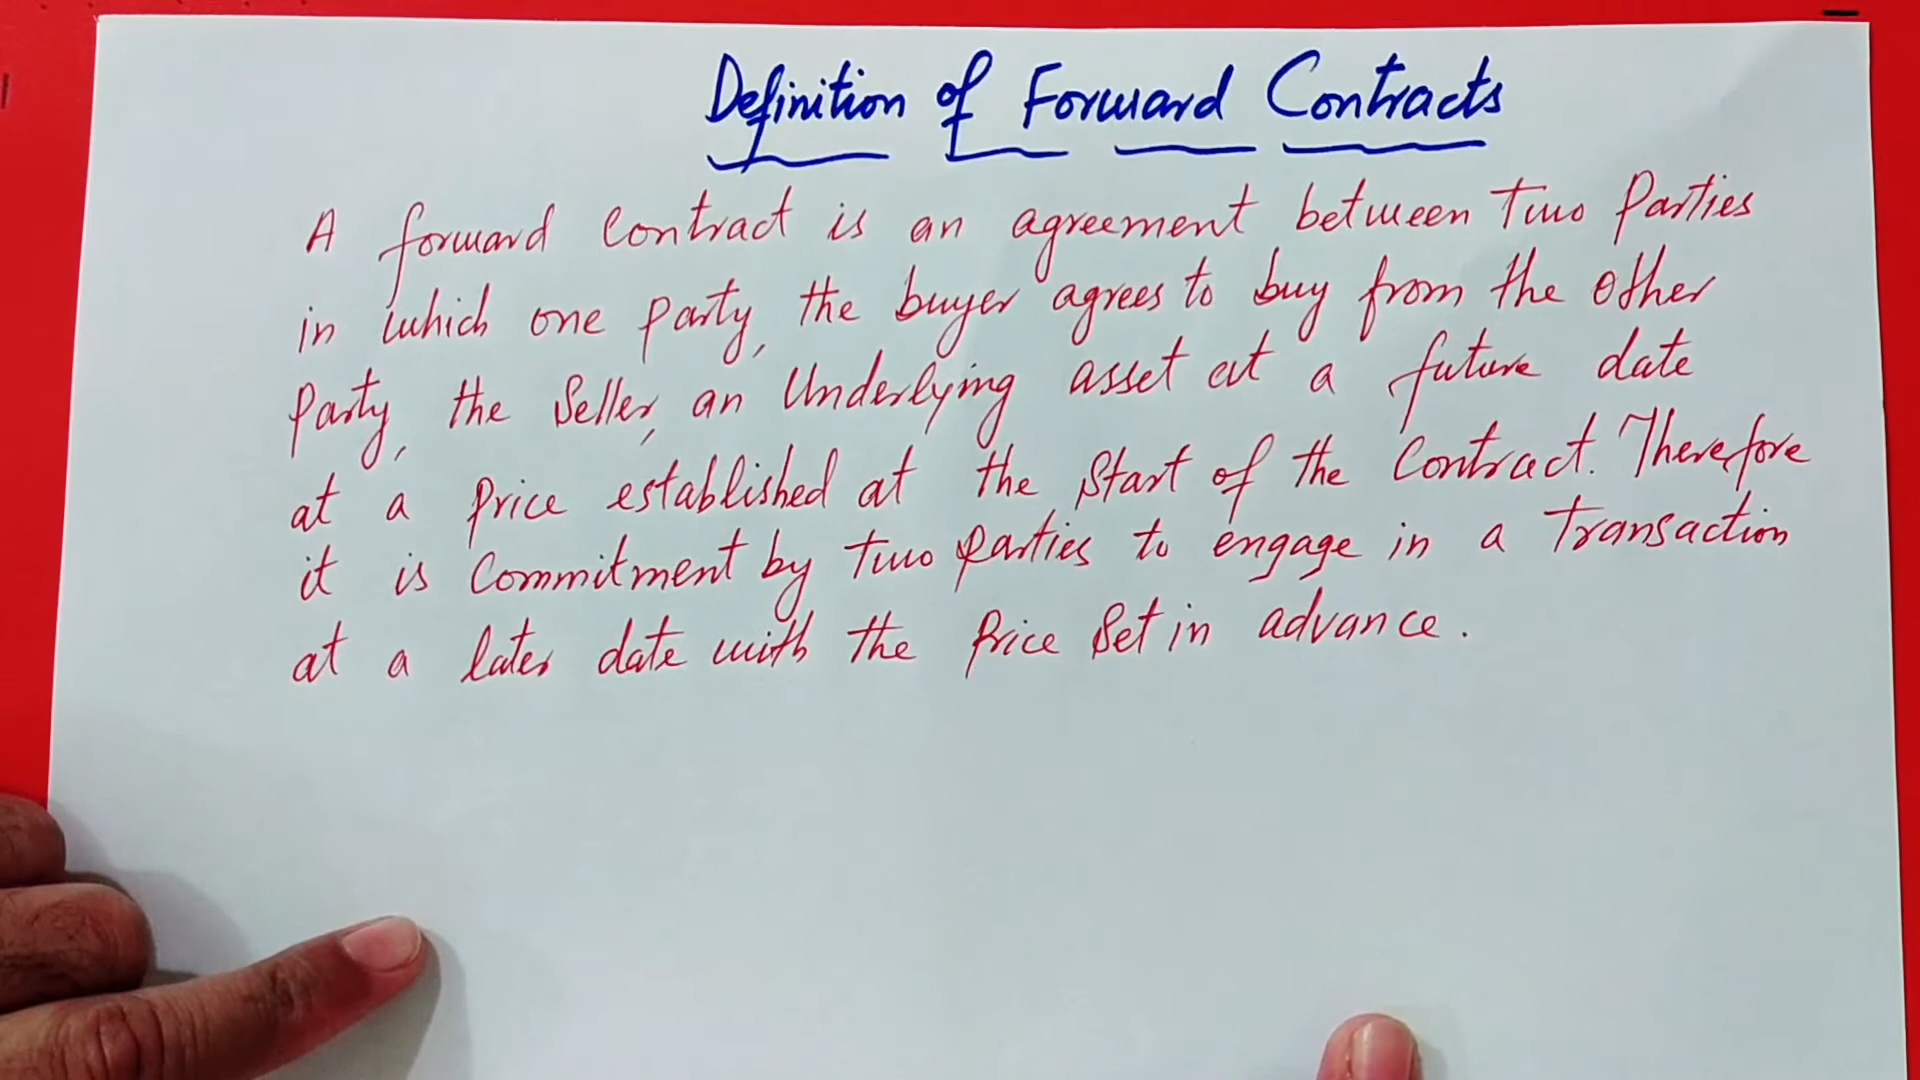 Definition of Forward Contracts
A forward Contract is an agreement between Two Parties
in which one party, the buyer agrees to buy from the other
Party, the Seller, an Underlying asset at a future date
at a price established at the Start of the Contract. Therefore
it is Commitment by Two Parties to engage in a Transaction
at a later date with the Price Set in advance.